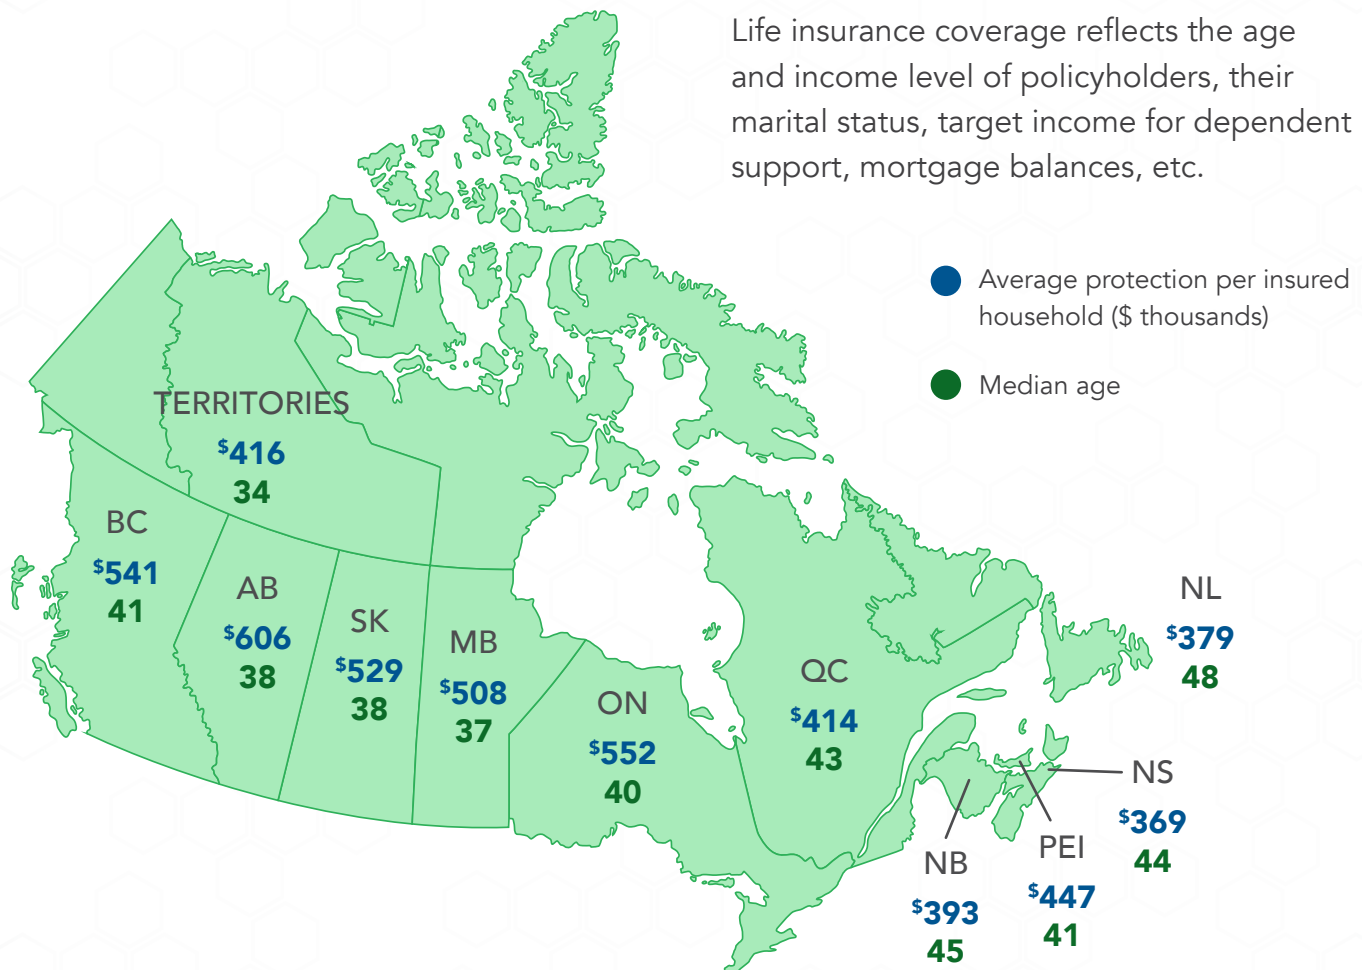 Life insurance coverage reflects the age
and income level of policyholders, their
marital status, target income for dependent
support, mortgage balances, etc.
Average protection per insured
household ($ thousands)
Median age
TERRITORIES
$416
34
BC
$541
41
AB
$606
38
SK
$529
38
MB
$508
37
ON
$552
40
QC
$414
43
NL
$379
48
NS
$369
44
PEI
$447
41
NB
$393
45